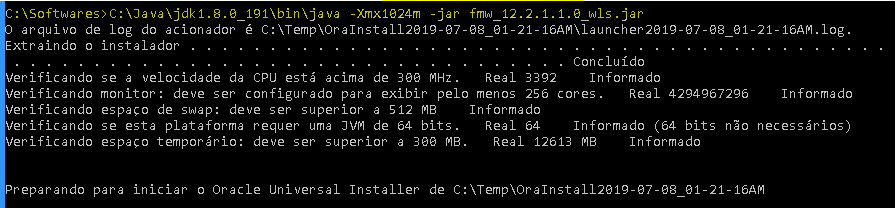 C:\Softwares>C:\Java\jdk1.8.0_191\bin\java -Xmx1024m -jar fmw_12.2.1.1.0_wls.jar
O arquivo de log do acionador é C:\Temp\OraInstall2019-07-08_01-21-16AM\launcher2019-07-08_01-21-16AM.log.
Extraindo o instalador . . . . . . . . . . . . . . . . . . . . . . . . . . . . . . . . . . . . . . . . . . . .
. . . . . . . . . . . . . . . . . . . . . . . . . . . . . . . . . . . Concluído
Verificando se a velocidade da CPU está acima de 300 MHz.   Real 3392    Informado
Verificando monitor: deve ser configurado para exibir pelo menos 256 cores.   Real 4294967296    Informado
Verificando espaço de swap: deve ser superior a 512 MB    Informado
Verificando se esta plataforma requer uma JVM de 64 bits.   Real 64    Informado (64 bits não necessários)
Verificando espaço temporário: deve ser superior a 300 MB.   Real 12613 MB    Informado
Preparando para iniciar o Oracle Universal Installer de C:\Temp\OraInstall2019-07-08_01-21-16AM